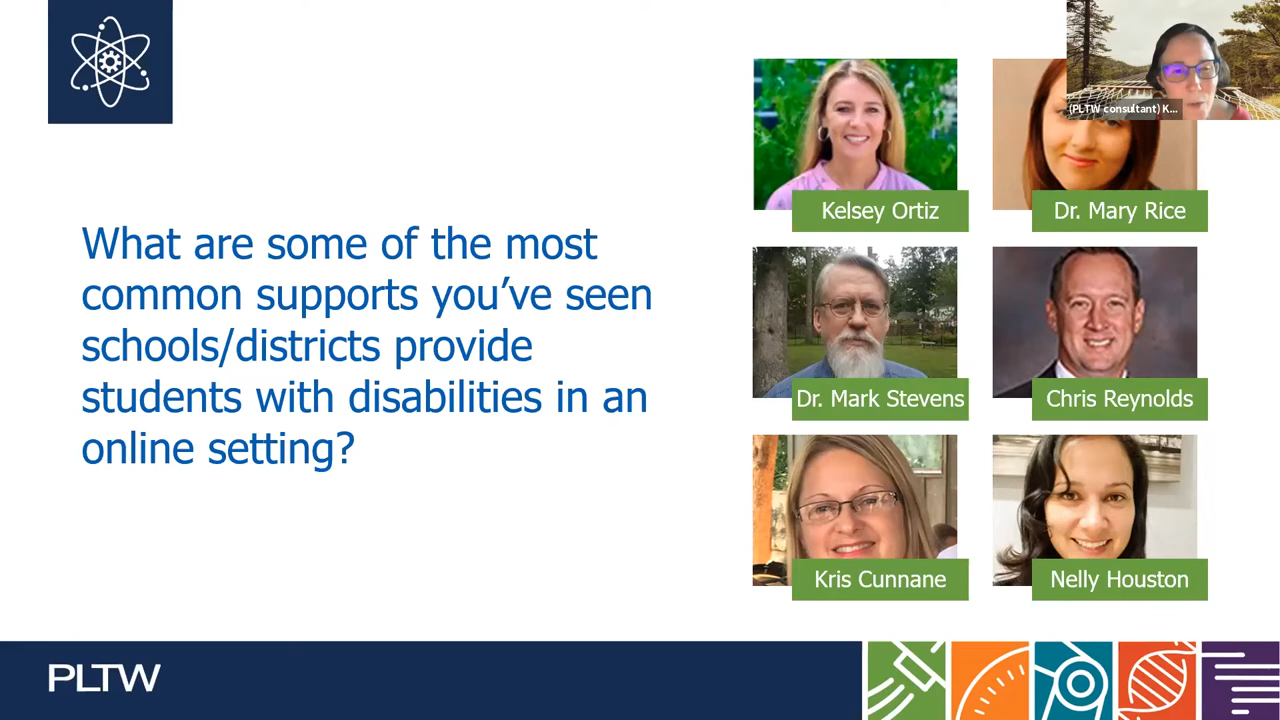 (PLTW consultant) K...
What are some of the most
common supports you’ve seen
schools/districts provide
students with disabilities in an
online setting?
Kelsey Ortiz
Dr. Mary Rice
Dr. Mark Stevens
Chris Reynolds
Kris Cunnane
Nelly Houston
PLTW